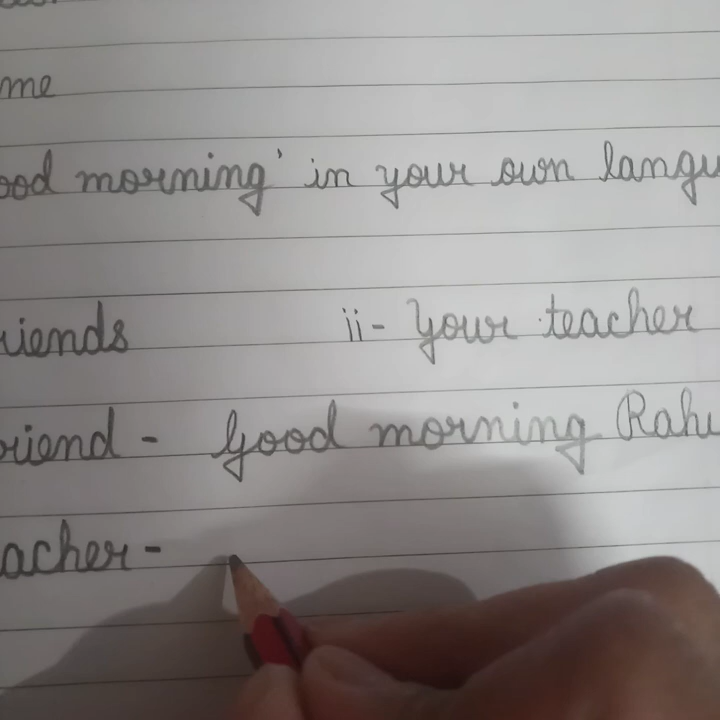 me
ood morning' in your own langu
riends ii- Your teacher
riend - Good morning Rahu
acher-